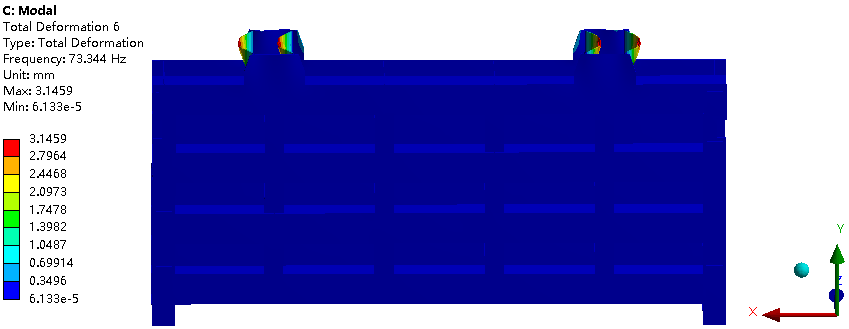 C: Modal
Total Deformation 6
Type: Total Deformation
Frequency: 73.344 Hz
Unit: mm
Max: 3.1459
Min: 6.133e-5
3.1459
2.7964
2.4468
2.0973
1.7478
1.3982
1.0487
0.69914
0.3496
6.133e-5
Y
Z
X